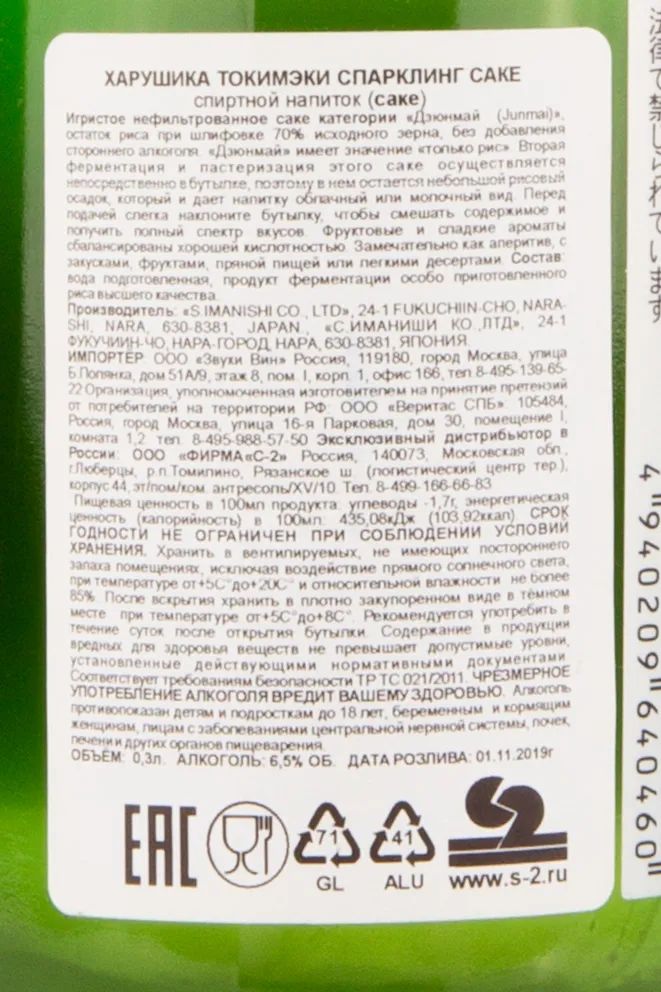 ХАРУШИКА ТОКИМЭКИ СПАРКЛИНГ САКЕ
спиртной напиток (саке)
Игристое нефильтрованное саке категории «Дзюнмай (Junmai)»,
остаток риса при шлифовке 70% исходного зерна, без добавления
стороннего алкоголя. «Дзюнмай» имеет значение «только рис». Вторая
ферментация и пастеризация этого саке осуществляется
непосредственно в бутылке, поэтому в нем остается небольшой рисовый
осадок, который и дает напитку облачный или молочный вид. Перед
подачей слегка наклоните бутылку, чтобы смешать содержимое и
получить полный спектр вкусов. Фруктовые и сладкие ароматы
сбалансированы хорошей кислотностью. Замечательно как аперитив, с
закусками, фруктами, пряной пищей или легкими десертами. Состав:
вода подготовленная, продукт ферментации особо приготовленного
риса высшего качества.
Производитель: «S IMANISHI CO., LTD», 24-1 FUKUCHIIN-CHO, NARA-
SHI, NARA, 630-8381, JAPAN , «С.ИМАНИШИ КО.,ЛТД», 24-1
ФУКУЧИИН-ЧО, НАРА-ГОРОД, НАРА, 630-8381, ЯПОНИЯ.
ИМПОРТЕР: ООО «Звуки Вин» Россия, 119180, город Москва, улица
Б.Полянка, дом 51А/9, этаж 8, пом. I, корп. 1, офис 166, тел. 8-495-139-65-
22 Организация, уполномоченная изготовителем на принятие претензий
от потребителей на территории РФ: ООО «Веритас СПБ»: 105484,
Россия, город Москва, улица 16-я Парковая, дом 30, помещение I,
комната 1,2. тел. 8-495-988-57-50 Эксклюзивный дистрибьютор в
России: ООО «ФИРМА«С-2» Россия, 140073, Московская обл.,
г.Люберцы, р.п.Томилино, Рязанское ш. (логистический центр тер.),
корпус 44, эт/пом/ком. антресоль/XV/10. Тел. 8-499-166-66-83
Пищевая ценность в 100мл продукта: углеводы -1,7г, энергетическая
ценность (калорийность) в 100мл: 435,08кДж (103,92ккал). СРОК
ГОДНОСТИ НЕ ОГРАНИЧЕН ПРИ СОБЛЮДЕНИИ УСЛОВИЙ
ХРАНЕНИЯ. Хранить в вентилируемых, не имеющих постороннего
запаха помещениях, исключая воздействие прямого солнечного света,
при температуре от+5С°до+20С° и относительной влажности не более
85%. После вскрытия хранить в плотно закупоренном виде в тёмном
месте при температуре от+5С°до+8С°. Рекомендуется употребить в
течение суток после открытия бутылки. Содержание в продукции
вредных для здоровья веществ не превышает допустимые уровни,
установленные действующими нормативными документами.
Соответствует требованиям безопасности ТР ТС 021/2011. ЧРЕЗМЕРНОЕ
УПОТРЕБЛЕНИЕ АЛКОГОЛЯ ВРЕДИТ ВАШЕМУ ЗДОРОВЬЮ. Алкоголь
противопоказан детям и подросткам до 18 лет, беременным и кормящим
женщинам, лицам с заболеваниями центральной нервной системы, почек,
печени и других органов пищеварения.
ОБЪЕМ: 0,3л. АЛКОГОЛЬ: 6,5% ОБ. ДАТА РОЗЛИВА: 01.11.2019г
EAC
71
GL
41
ALU
www.s-2.ru
で禁じられています
4 940209 640460